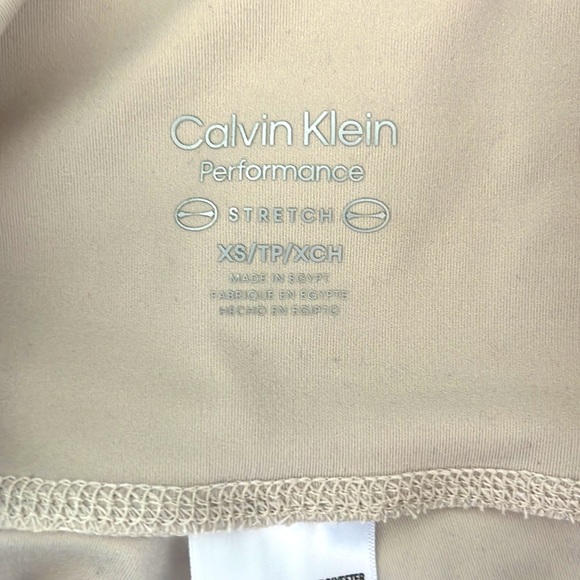 Calvin Klein
Performance
STRETCH
XS/TP/XCH
MADE IN EGYPT
FABRIQUE EN EGYPTE
HECHO EN EGIPTO